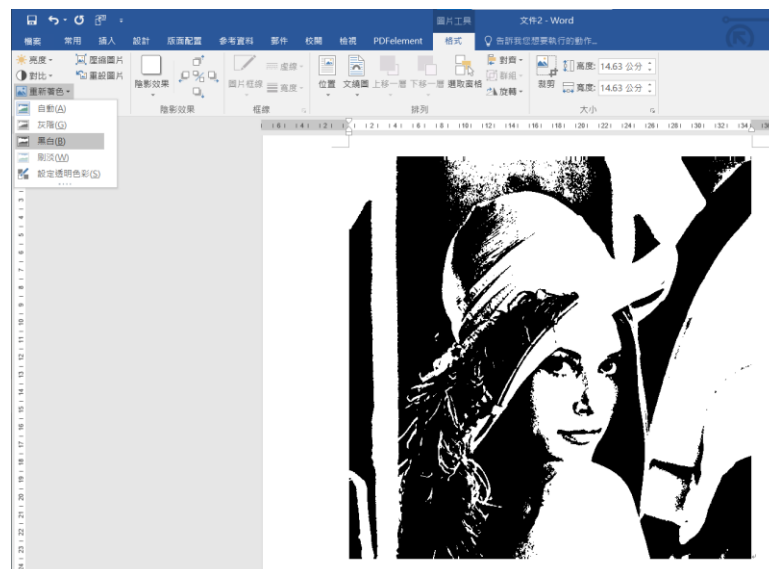 圖片工具
文件2 - Word
檔案 常用 插入 設計 版面配置 參考資料 郵件 校閱 檢視 PDFelement 格式 告訴我您想要執行的動作...
亮度 壓縮圖片
對比 重設圖片
重新著色
陰影效果
圖片框線
虛線
寬度
位置 文繞圖 上移一層 下移一層 選取窗格
對齊
群組
旋轉
裁剪
高度: 14.63 公分
寬度: 14.63 公分
陰影效果 框線 排列 大小
自動(A)
灰階(G)
黑白(B)
刷淡(W)
設定透明色彩(S)